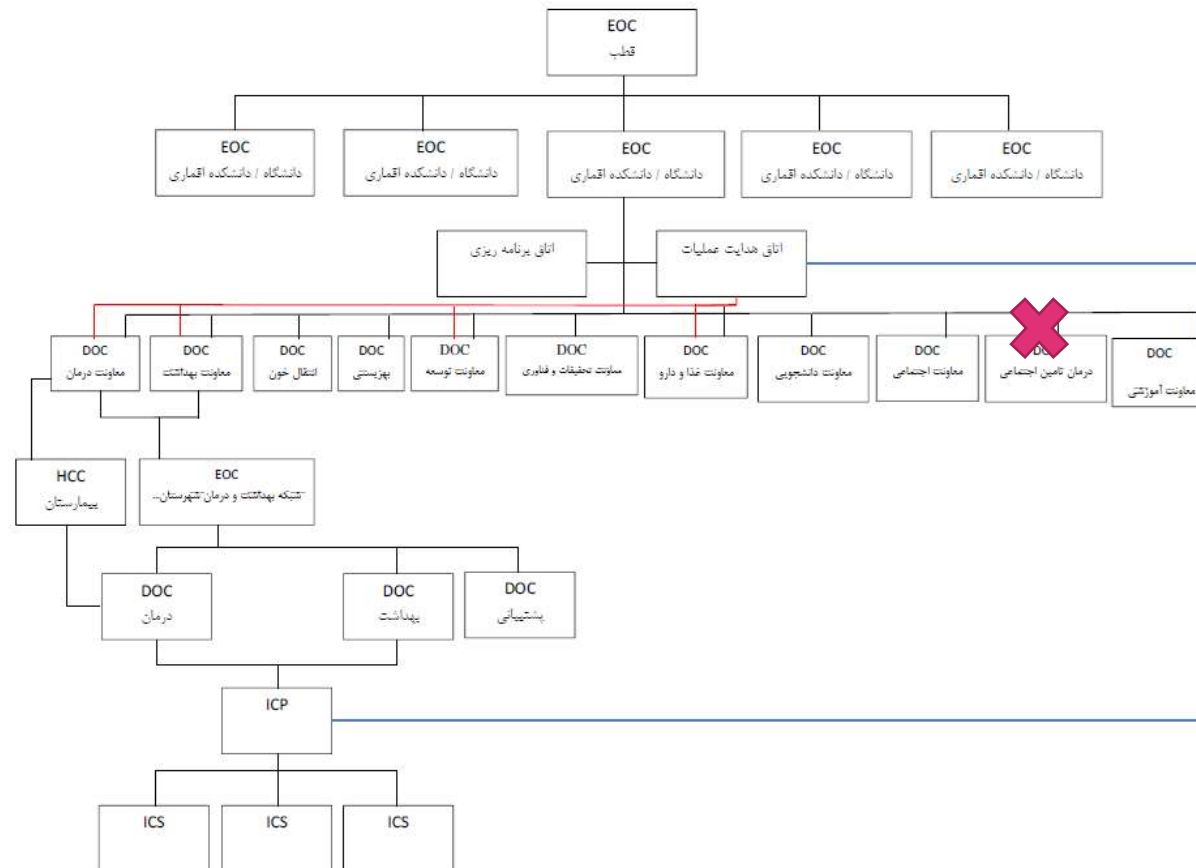 EOC
قطب
EOC
دانشگاه / دانشکده اقماری
EOC
دانشگاه / دانشکده اقماری
EOC
دانشگاه / دانشکده اقماری
EOC
دانشگاه / دانشکده اقماری
EOC
دانشگاه / دانشکده اقماری
اتاق برنامه ریزی
اتاق هدایت عملیات
DOC
معاونت درمان
DOC
معاونت بهداشت
DOC
انتقال خون
DOC
بهزیستی
DOC
معاونت توسعه
DOC
معاونت تحقیقات و فناوری
DOC
معاونت غذا و دارو
DOC
معاونت دانشجویی
DOC
معاونت اجتماعی
DOC
درمان تامین اجتماعی
DOC
معاونت آموزشی
HCC
بیمارستان
EOC
شبکه بهداشت و درمان شهرستان...
DOC
درمان
DOC
بهداشت
DOC
پشتیبانی
ICP
ICS
ICS
ICS